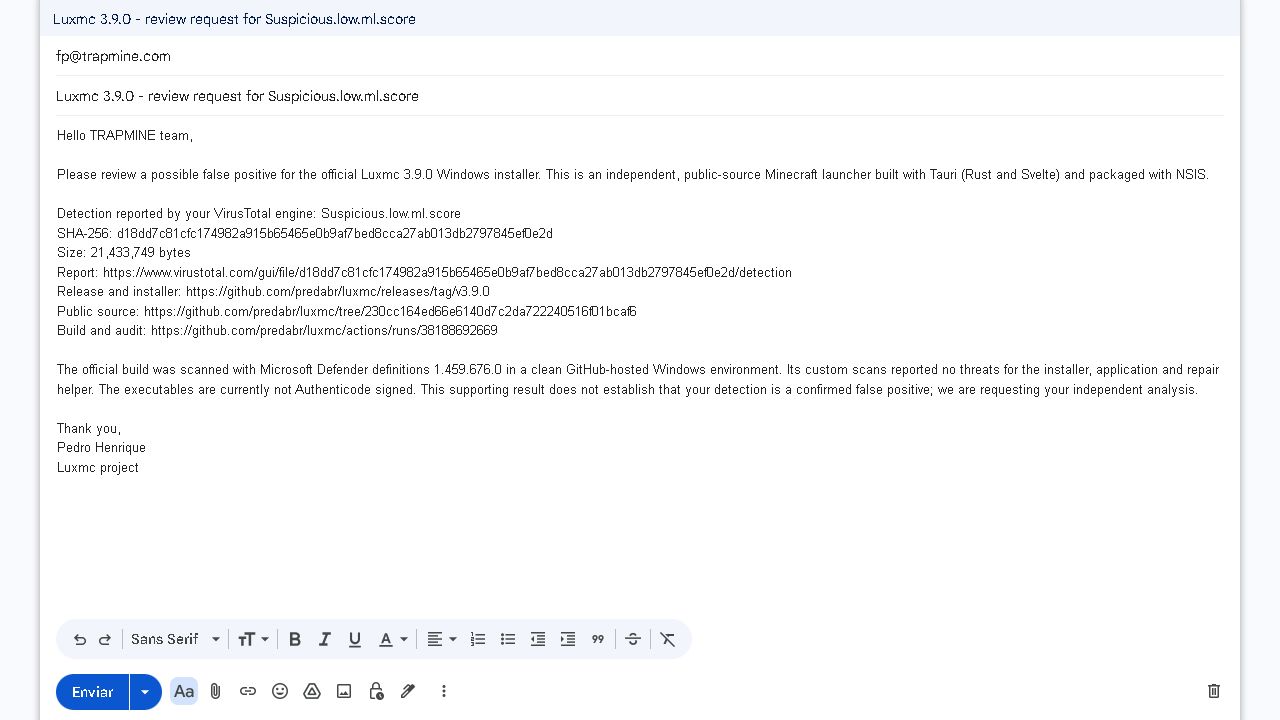 Luxmc 3.9.0 - review request for Suspicious.low.ml.score
fp@trapmine.com
Luxmc 3.9.0 - review request for Suspicious.low.ml.score
Hello TRAPMINE team,
Please review a possible false positive for the official Luxmc 3.9.0 Windows installer. This is an independent, public-source Minecraft launcher built with Tauri (Rust and Svelte) and packaged with NSIS.
Detection reported by your VirusTotal engine: Suspicious.low.ml.score
SHA-256: d18dd7c81cfc174982a915b65465e0b9af7bed8cca27ab013db2797845ef0e2d
Size: 21,433,749 bytes
Report: https://www.virustotal.com/gui/file/d18dd7c81cfc174982a915b65465e0b9af7bed8cca27ab013db2797845ef0e2d/detection
Release and installer: https://github.com/predabr/luxmc/releases/tag/v3.9.0
Public source: https://github.com/predabr/luxmc/tree/230cc164ed66e6140d7c2da722240516f01bcaf6
Build and audit: https://github.com/predabr/luxmc/actions/runs/38188692669
The official build was scanned with Microsoft Defender definitions 1.459.676.0 in a clean GitHub-hosted Windows environment. Its custom scans reported no threats for the installer, application and repair
helper. The executables are currently not Authenticode signed. This supporting result does not establish that your detection is a confirmed false positive; we are requesting your independent analysis.
Thank you,
Pedro Henrique
Luxmc project
Sans Serif
Enviar
Aa